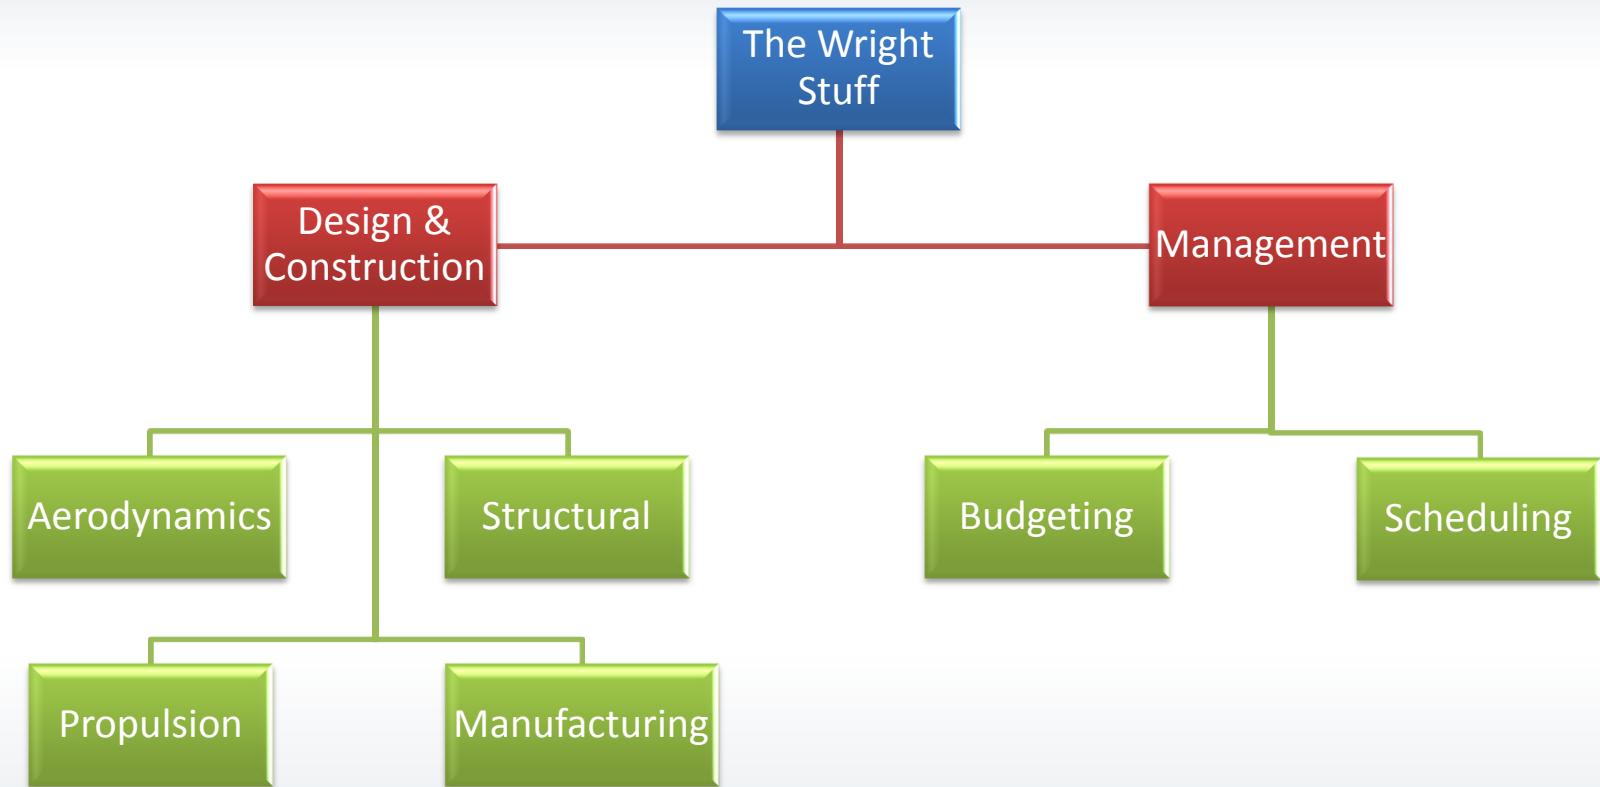 The Wright
Stuff
Design &
Construction
Management
Aerodynamics
Structural
Budgeting
Scheduling
Propulsion
Manufacturing